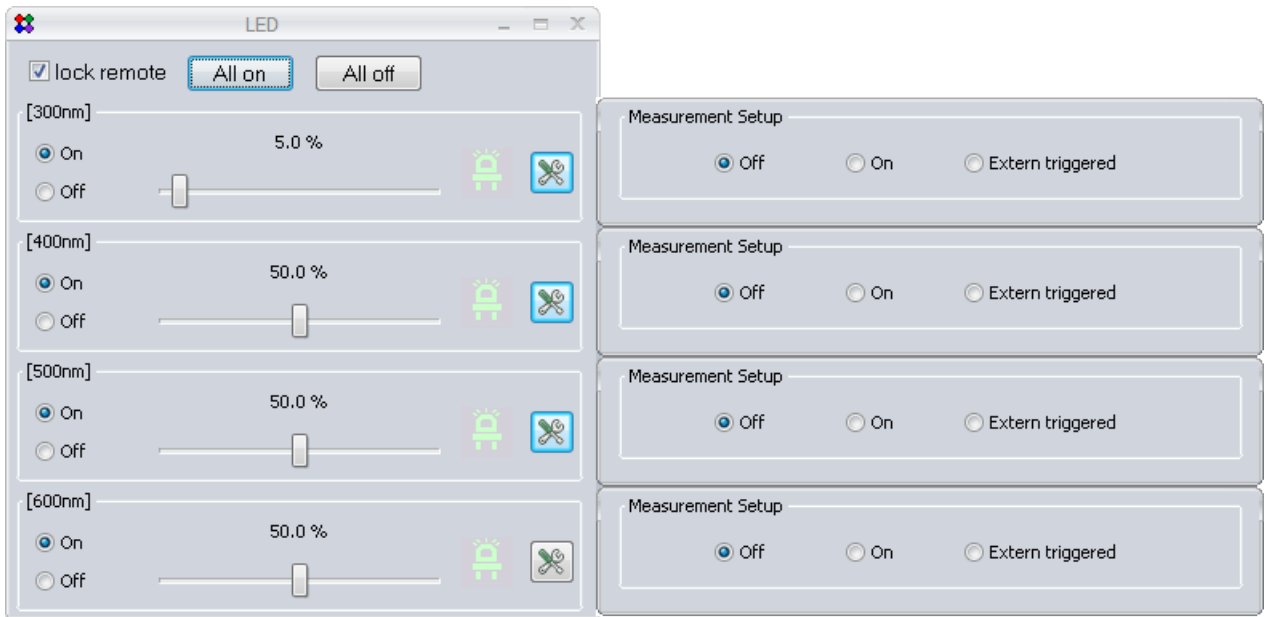 LED
lock remote All on All off
[300nm]
On
5.0 %
Off
Measurement Setup
Off On Extern triggered
[400nm]
On
50.0 %
Off
Measurement Setup
Off On Extern triggered
[500nm]
On
50.0 %
Off
Measurement Setup
Off On Extern triggered
[600nm]
On
50.0 %
Off
Measurement Setup
Off On Extern triggered